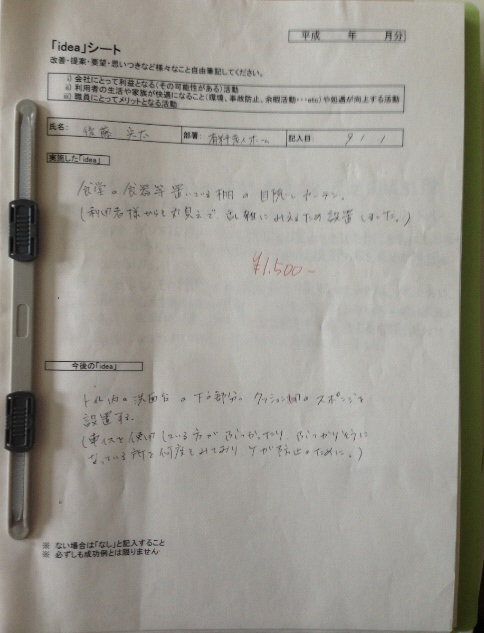 平成　　年　　月分
「idea」シート
改善・提案・要望・思いつきなど様々なこと自由筆記してください。
ⅰ) 会社にとって利益となる（その可能性がある）活動
ⅱ) 利用者の生活や家族が快適になること（環境、事故防止、余暇活動・・・etc）や処遇が向上する活動
ⅲ) 職員にとってメリットとなる活動
氏名： 佐藤 部署： 有料老人ホーム 記入日 9 1 1
実施した「idea」
食堂の食器等置いている棚の目隠しカーテン。
（利用者様からも丸見えで、乱雑にみえるため設置しました。）
¥1,500-
今後の「idea」
トイレ内の洗面台の下の部分へクッション用のスポンジを
設置する。
（車イスを使用している方がぶつかったり、ぶつかりそうに
なっている所を何度もみており、ケガ防止のために。）
※ ない場合は「なし」と記入すること
※ 必ずしも成功例とは限りません